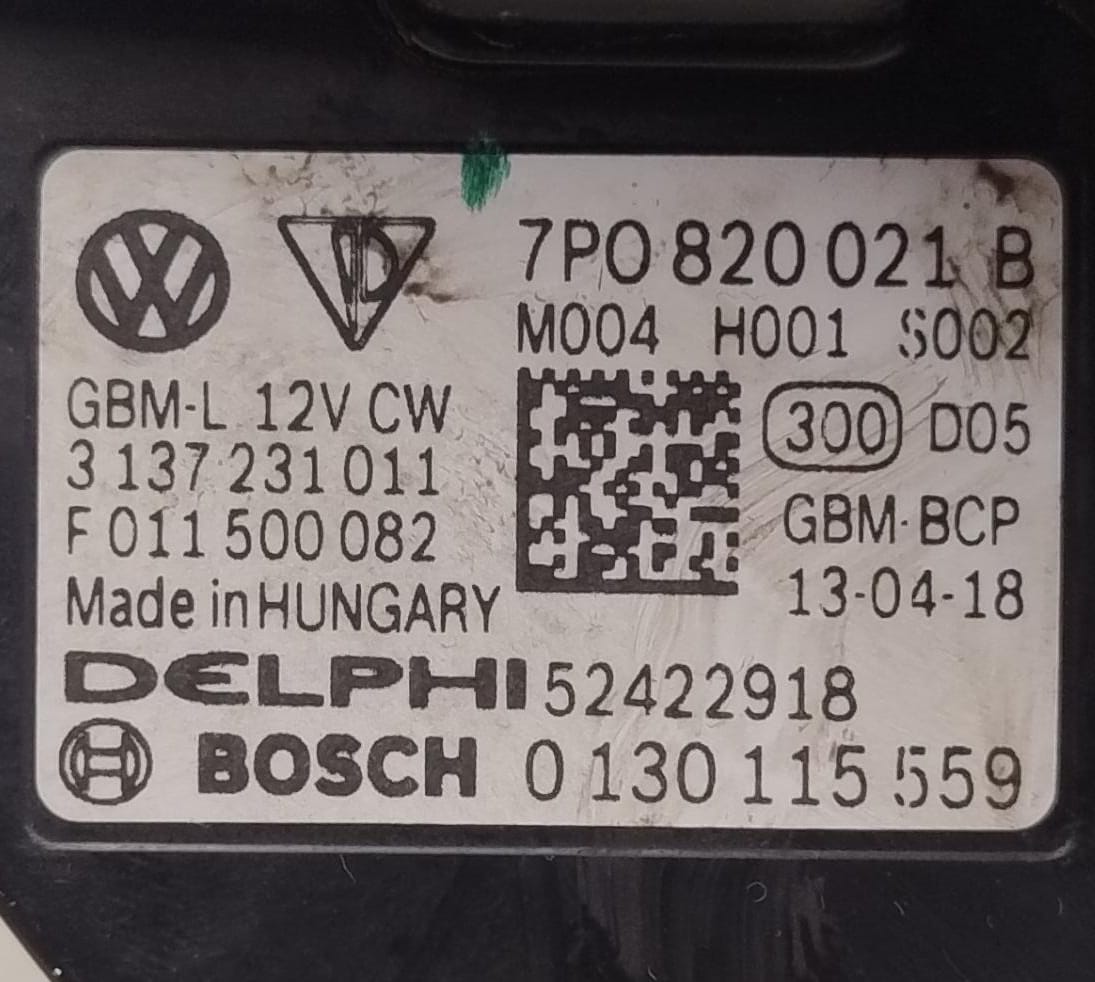 7P0 820 021 B
M004 H001 S002
GBM-L 12V CW
3 137 231 011
F 011 500 082
Made in HUNGARY
300 D05
GBM-BCP
13-04-18
DELPHI 52422918
BOSCH 0 130 115 559